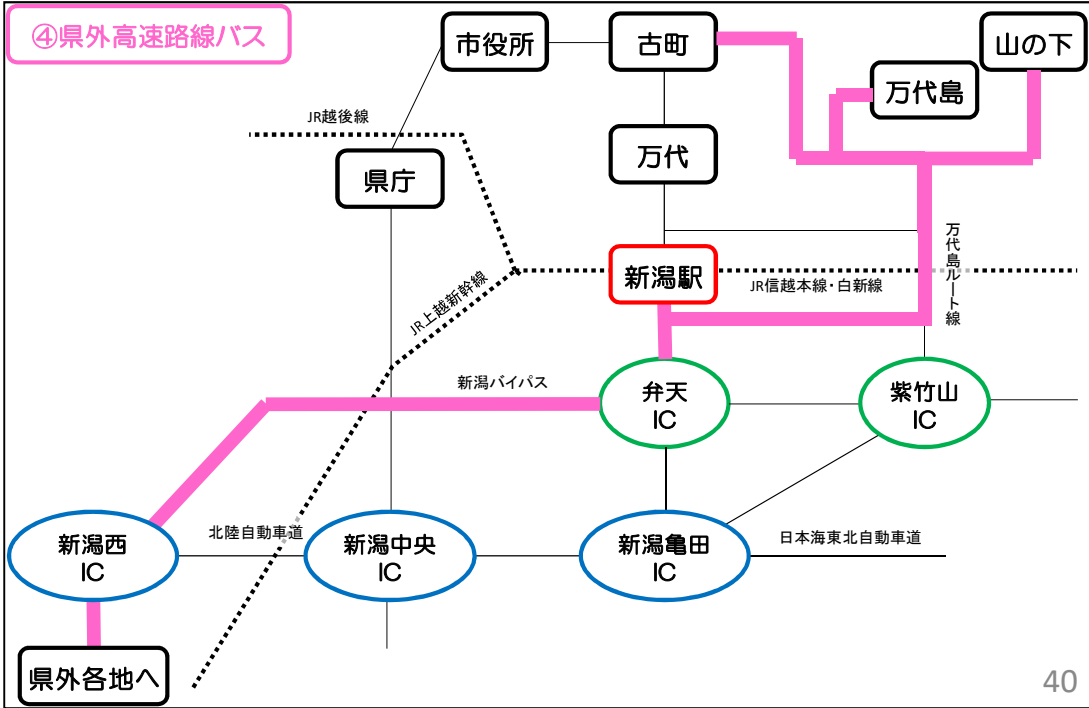 ④県外高速路線バス
市役所
古町
山の下
万代島
JR越後線
万代
県庁
万代島ルート線
新潟駅
JR信越本線・白新線
JR上越新幹線
新潟バイパス
弁天
IC
紫竹山
IC
北陸自動車道
新潟西
IC
新潟中央
IC
新潟亀田
IC
日本海東北自動車道
県外各地へ
40